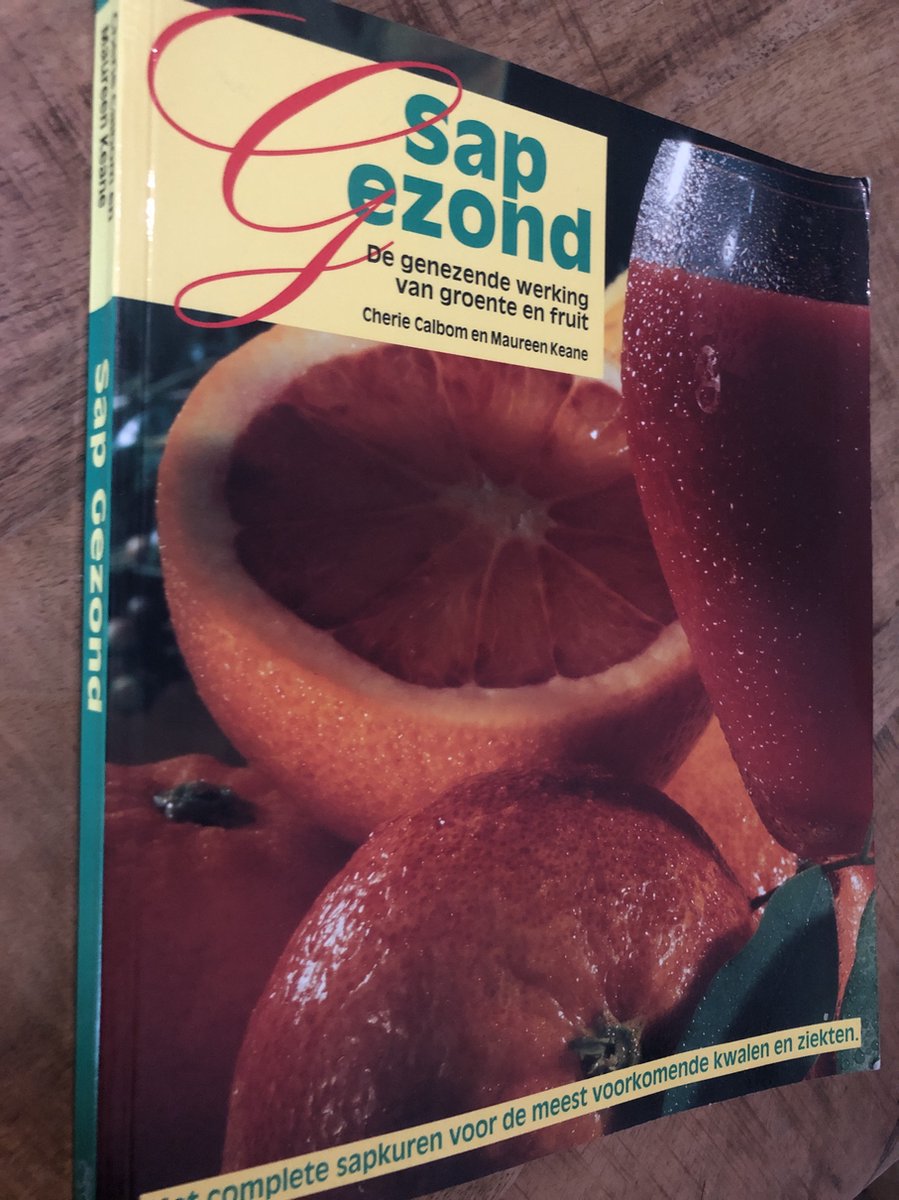 Sap
Gezond
De genezende werking
van groente en fruit
Cherie Calbom en Maureen Keane
complete sapkuren voor de meest voorkomende kwalen en ziekten.
Maureen Keane
Sap Gezond